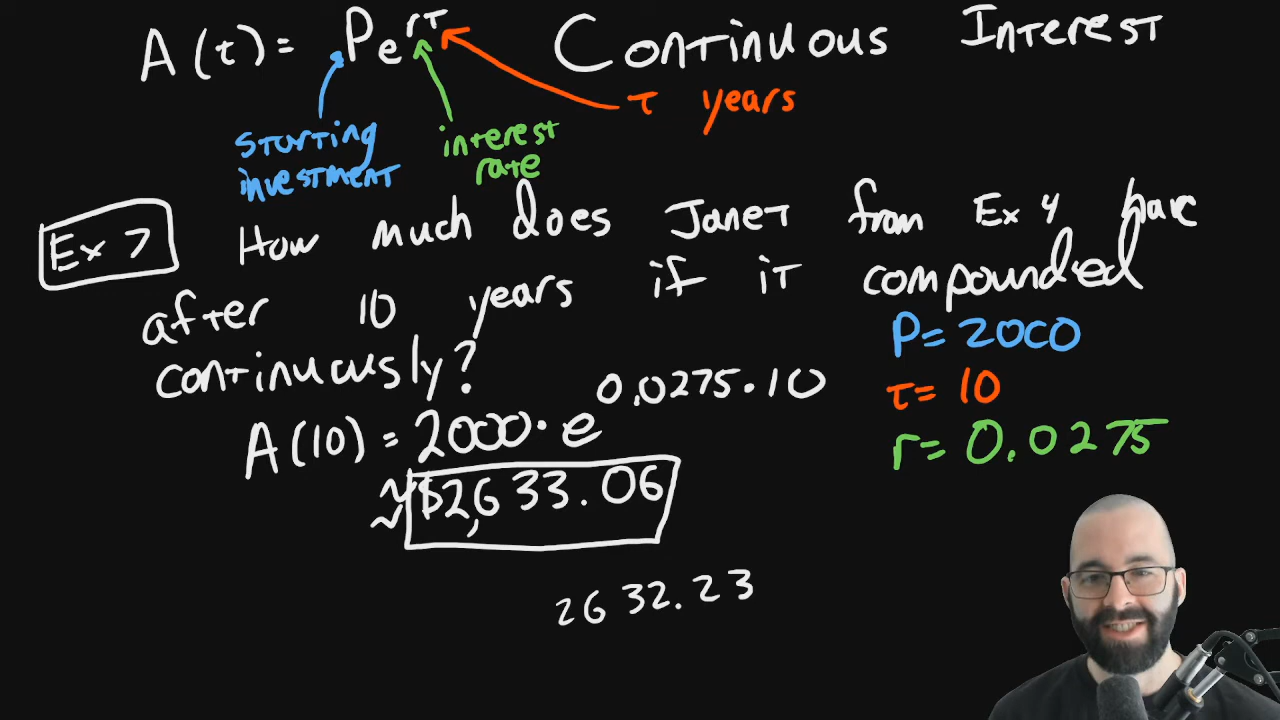 A(t) = Pe^rt Continuous Interest
t years
starting investment
interest rate
Ex 7 How much does Janet from Ex 4 have
after 10 years if it compounded
continuously?
P = 2000
t = 10
r = 0.0275
A(10) = 2000 · e^0.0275·10
≈ $2,633.06
2632.23